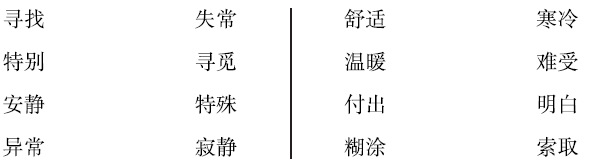 寻找 失常 舒适 寒冷
特别 寻觅 温暖 难受
安静 特殊 付出 明白
异常 寂静 糊涂 索取